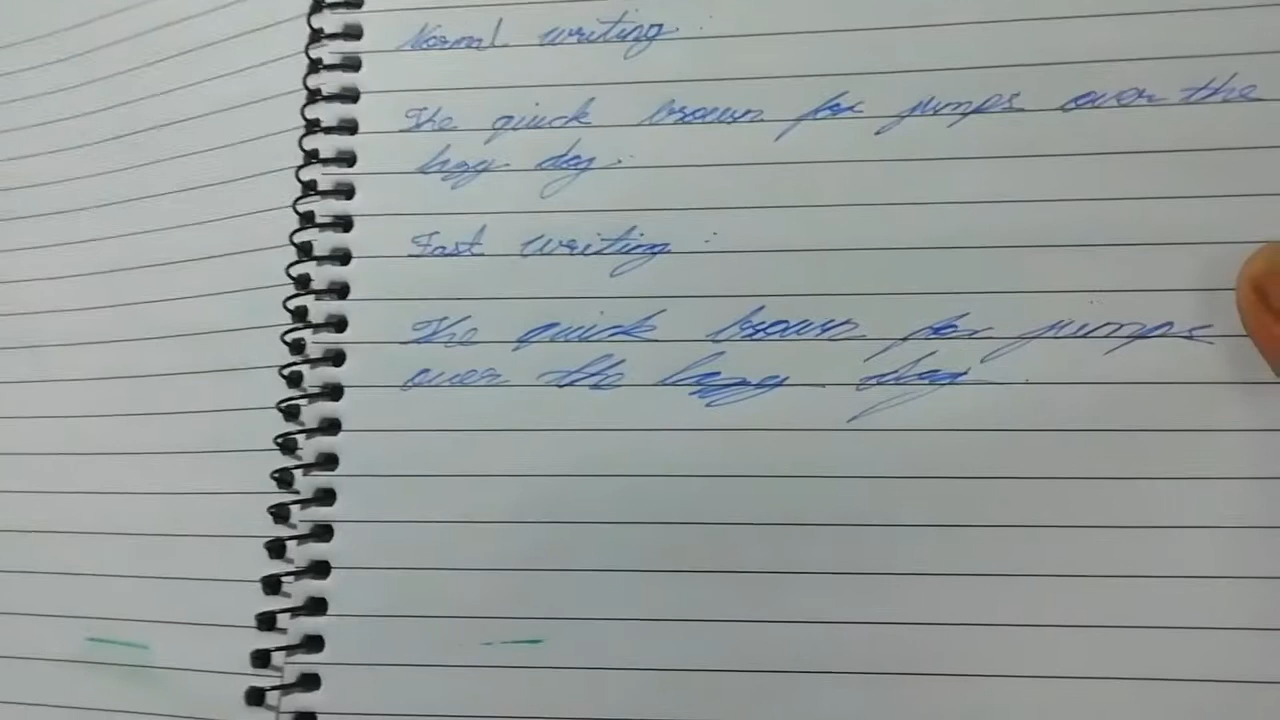 Normal writing :
The quick brown fox jumps over the
lazy dog.
Fast writing :
The quick brown fox jumps
over the lazy dog.